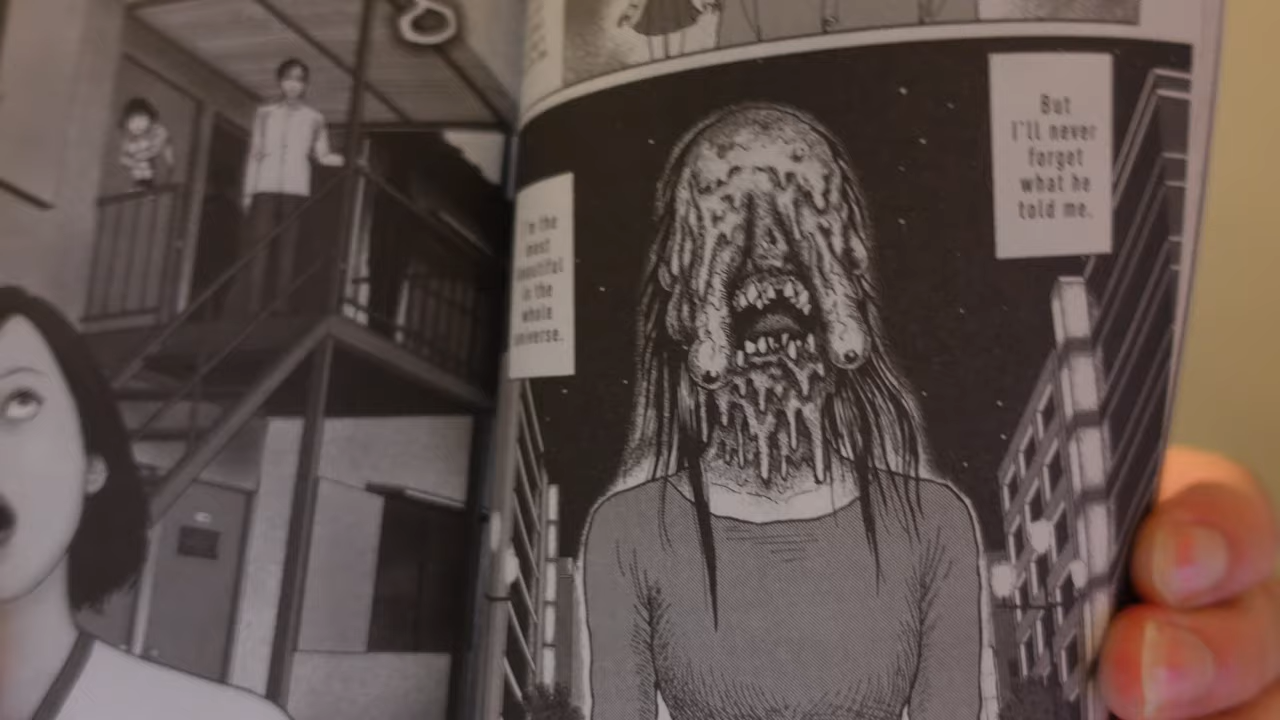 But
I'll never
forget
what he
told me.
I'm the
most
beautiful
in the
whole
universe.